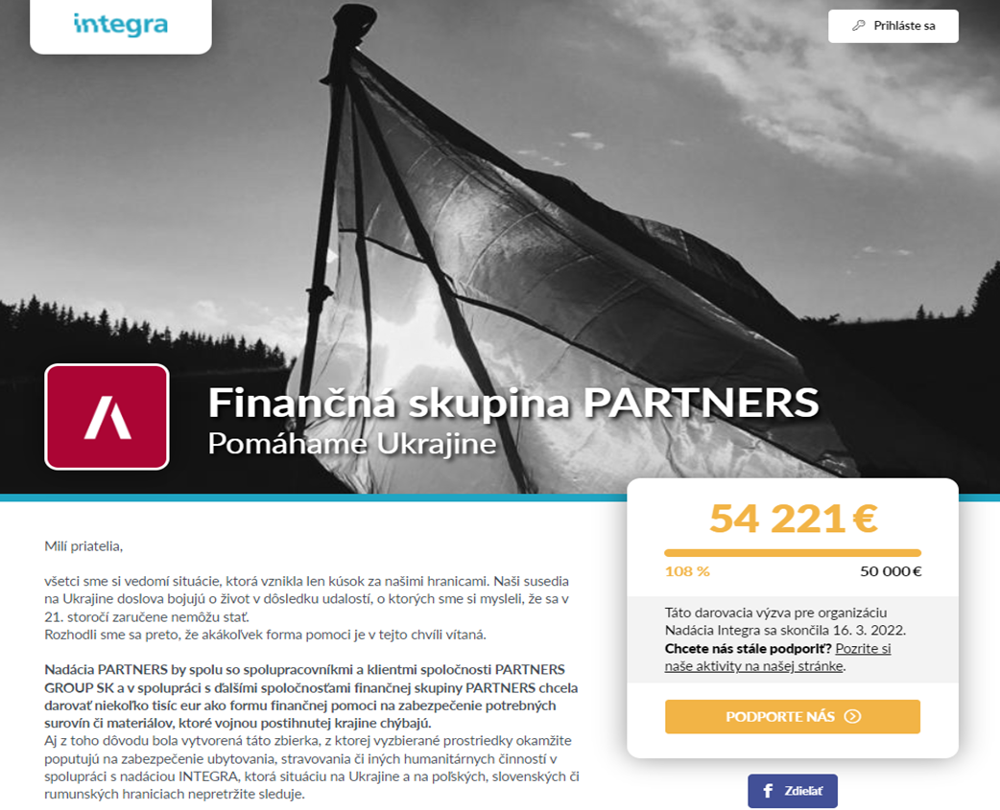 integra
Prihláste sa
Finančná skupina PARTNERS
Pomáhame Ukrajine
54 221 €
108 %
50 000 €
Táto darovacia výzva pre organizáciu
Nadácia Integra sa skončila 16. 3. 2022.
Chcete nás stále podporiť? Pozrite si
naše aktivity na našej stránke.
PODPORTE NÁS
f Zdieľať
Milí priatelia,
všetci sme si vedomí situácie, ktorá vznikla len kúsok za našimi hranicami. Naši susedia
na Ukrajine doslova bojujú o život v dôsledku udalostí, o ktorých sme si mysleli, že sa v
21. storočí zaručene nemôžu stať.
Rozhodli sme sa preto, že akákoľvek forma pomoci je v tejto chvíli vítaná.
Nadácia PARTNERS by spolu so spolupracovníkmi a klientmi spoločnosti PARTNERS
GROUP SK a v spolupráci s ďalšími spoločnosťami finančnej skupiny PARTNERS chcela
darovať niekoľko tisíc eur ako formu finančnej pomoci na zabezpečenie potrebných
surovín či materiálov, ktoré vojnou postihnutej krajine chýbajú.
Aj z toho dôvodu bola vytvorená táto zbierka, z ktorej vyzbierané prostriedky okamžite
poputujú na zabezpečenie ubytovania, stravovania či iných humanitárnych činností v
spolupráci s nadáciou INTEGRA, ktorá situáciu na Ukrajine a na poľských, slovenských či
rumunských hraniciach nepretržite sleduje.